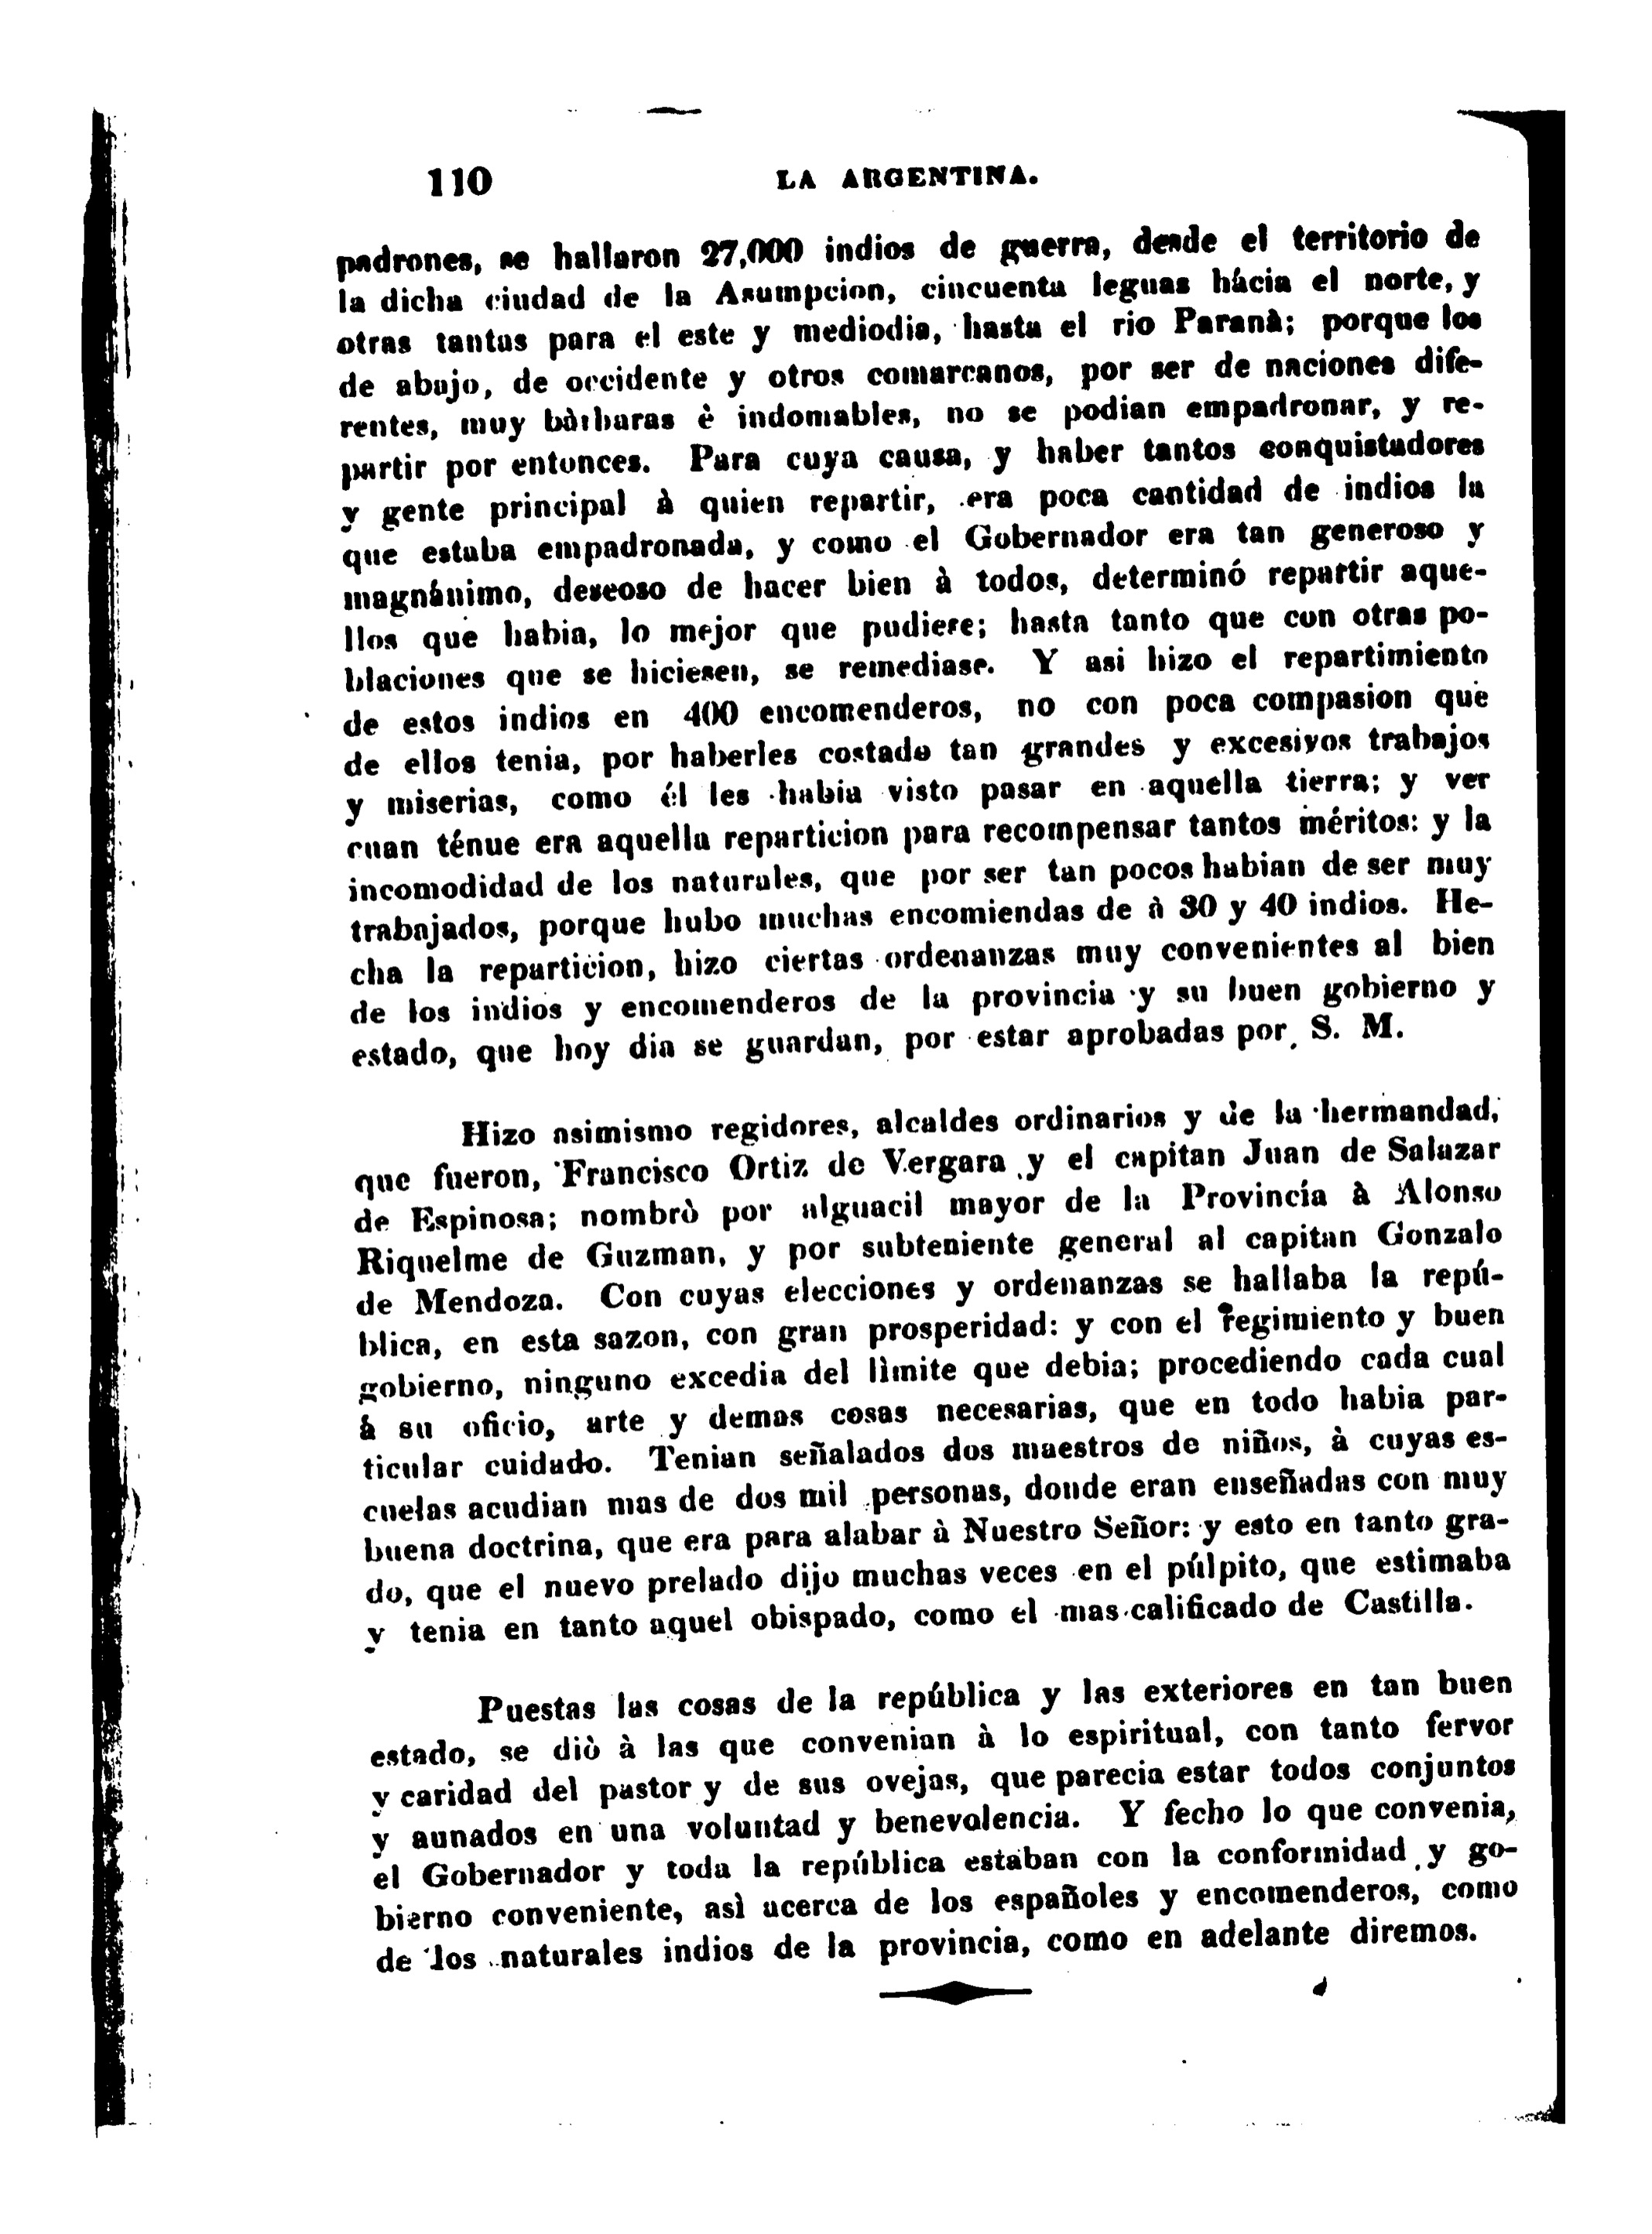 110 LA ARGENTINA.
padrones, se hallaron 27,000 indios de guerra, desde el territorio de
la dicha ciudad de la Asumpcion, cincuenta leguas hácia el norte, y
otras tantas para el este y mediodia, hasta el rio Paranà; porque los
de abajo, de occidente y otros comarcanos, por ser de naciones dife-
rentes, muy bàrbaras è indomables, no se podian empadronar, y re-
partir por entonces. Para cuya causa, y haber tantos conquistadores
y gente principal à quien repartir, era poca cantidad de indios la
que estaba empadronada, y como el Gobernador era tan generoso y
magnánimo, deseoso de hacer bien à todos, determinó repartir aque-
llos que habia, lo mejor que pudiere; hasta tanto que con otras po-
blaciones que se hiciesen, se remediase. Y asi hizo el repartimiento
de estos indios en 400 encomenderos, no con poca compasion que
de ellos tenia, por haberles costado tan grandes y excesivos trabajos
y miserias, como él les habia visto pasar en aquella tierra; y ver
cuan ténue era aquella reparticion para recompensar tantos méritos: y la
incomodidad de los naturales, que por ser tan pocos habian de ser muy
trabajados, porque hubo muchas encomiendas de à 30 y 40 indios. He-
cha la reparticion, hizo ciertas ordenanzas muy convenientes al bien
de los indios y encomenderos de la provincia y su buen gobierno y
estado, que hoy dia se guardan, por estar aprobadas por S. M.
Hizo asimismo regidores, alcaldes ordinarios y de la hermandad,
que fueron, Francisco Ortiz de Vergara y el capitan Juan de Salazar
de Espinosa; nombrò por alguacil mayor de la Provincía à Alonso
Riquelme de Guzman, y por subteniente general al capitan Gonzalo
de Mendoza. Con cuyas elecciones y ordenanzas se hallaba la repú-
blica, en esta sazon, con gran prosperidad: y con el regimiento y buen
gobierno, ninguno excedia del lìmite que debia; procediendo cada cual
à su oficio, arte y demas cosas necesarias, que en todo habia par-
ticular cuidado. Tenian señalados dos maestros de niños, à cuyas es-
cuelas acudian mas de dos mil personas, donde eran enseñadas con muy
buena doctrina, que era para alabar à Nuestro Señor: y esto en tanto gra-
do, que el nuevo prelado dijo muchas veces en el púlpito, que estimaba
y tenia en tanto aquel obispado, como el mas calificado de Castilla.
Puestas las cosas de la república y las exteriores en tan buen
estado, se diò à las que convenian à lo espiritual, con tanto fervor
y caridad del pastor y de sus ovejas, que parecia estar todos conjuntos
y aunados en una voluntad y benevolencia. Y fecho lo que convenia,
el Gobernador y toda la república estaban con la conformidad y go-
bierno conveniente, asì acerca de los españoles y encomenderos, como
de los naturales indios de la provincia, como en adelante diremos.